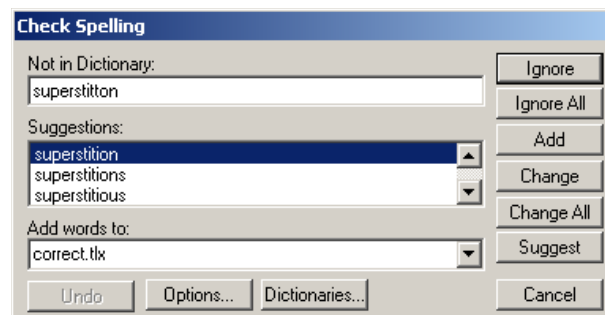 Check Spelling
Not in Dictionary:
superstitton
Suggestions:
superstition
superstitions
superstitious
Add words to:
correct.tlx
Ignore
Ignore All
Add
Change
Change All
Suggest
Undo
Options...
Dictionaries...
Cancel